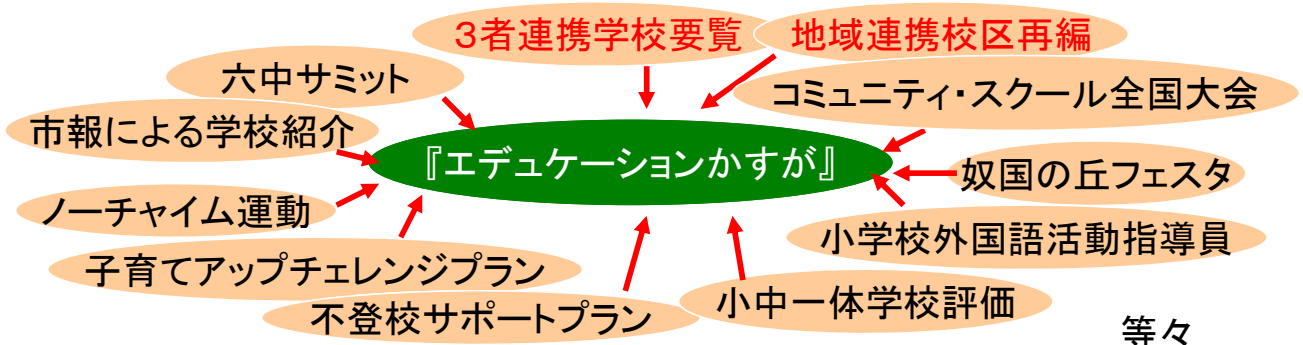 3者連携学校要覧
地域連携校区再編
六中サミット
コミュニティ・スクール全国大会
市報による学校紹介
『エデュケーションかすが』
奴国の丘フェスタ
ノーチャイム運動
小学校外国語活動指導員
子育てアップチェレンジプラン
不登校サポートプラン
小中一体学校評価
等々